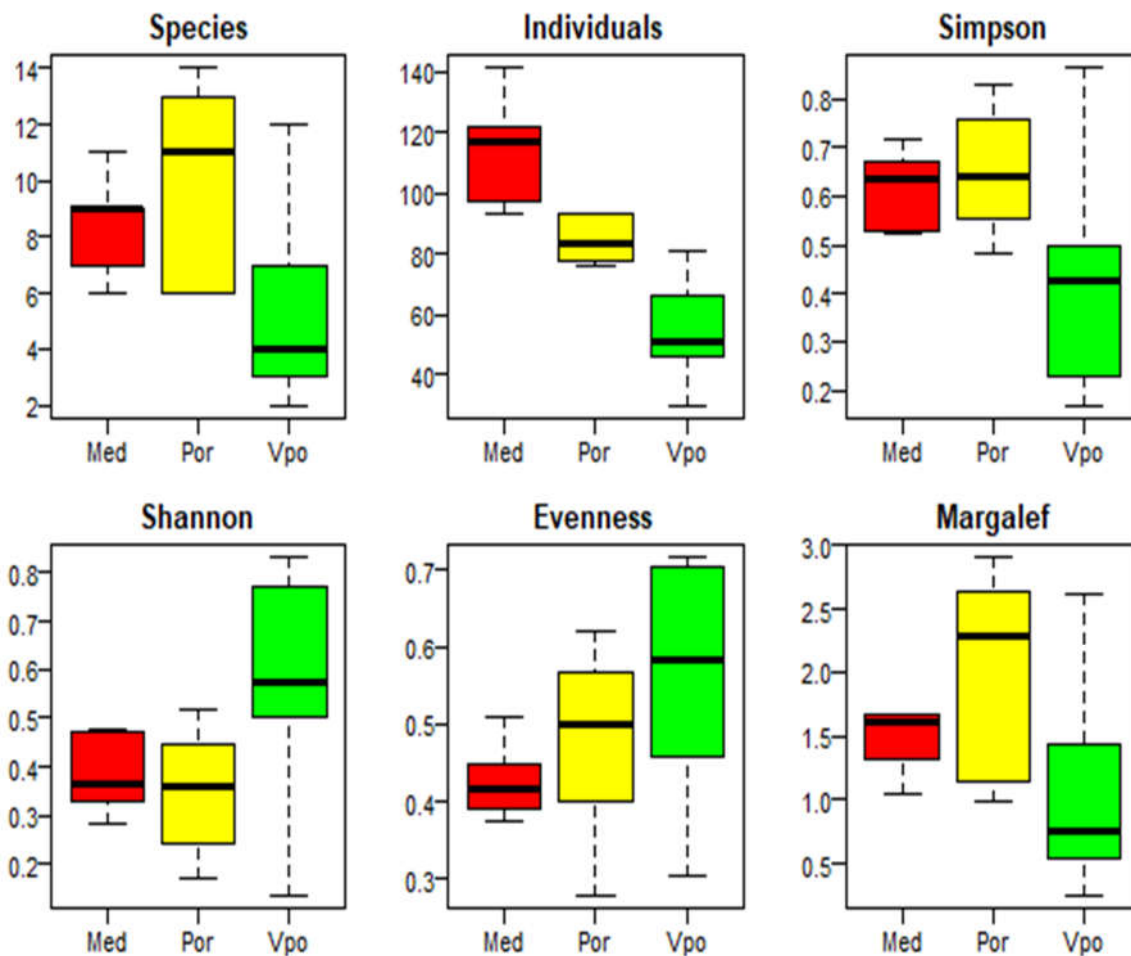 Species Individuals Simpson
14 12 10 8 6 4 2
140 120 100 80 60 40
0.8 0.7 0.6 0.5 0.4 0.3 0.2
Med Por Vpo Med Por Vpo Med Por Vpo
Shannon Evenness Margalef
0.8 0.7 0.6 0.5 0.4 0.3 0.2
0.7 0.6 0.5 0.4 0.3
3.0 2.5 2.0 1.5 1.0 0.5
Med Por Vpo Med Por Vpo Med Por Vpo